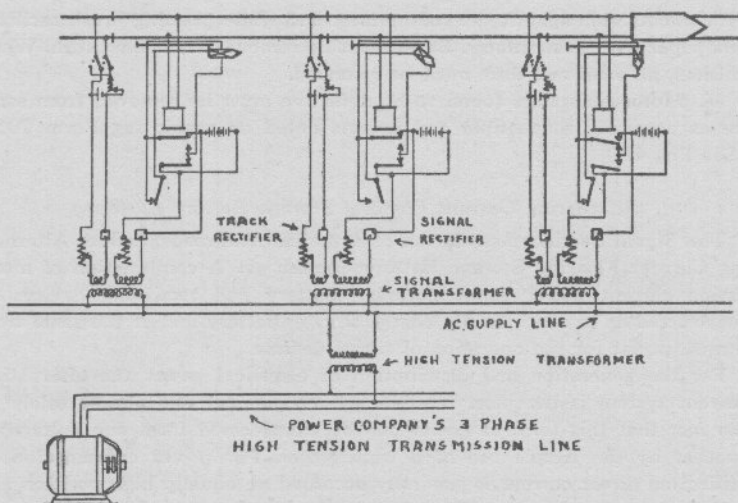 TRACK
RECTIFIER
SIGNAL
RECTIFIER
SIGNAL
TRANSFORMER
A.C. SUPPLY LINE
HIGH TENSION TRANSFORMER
POWER COMPANY'S 3 PHASE
HIGH TENSION TRANSMISSION LINE